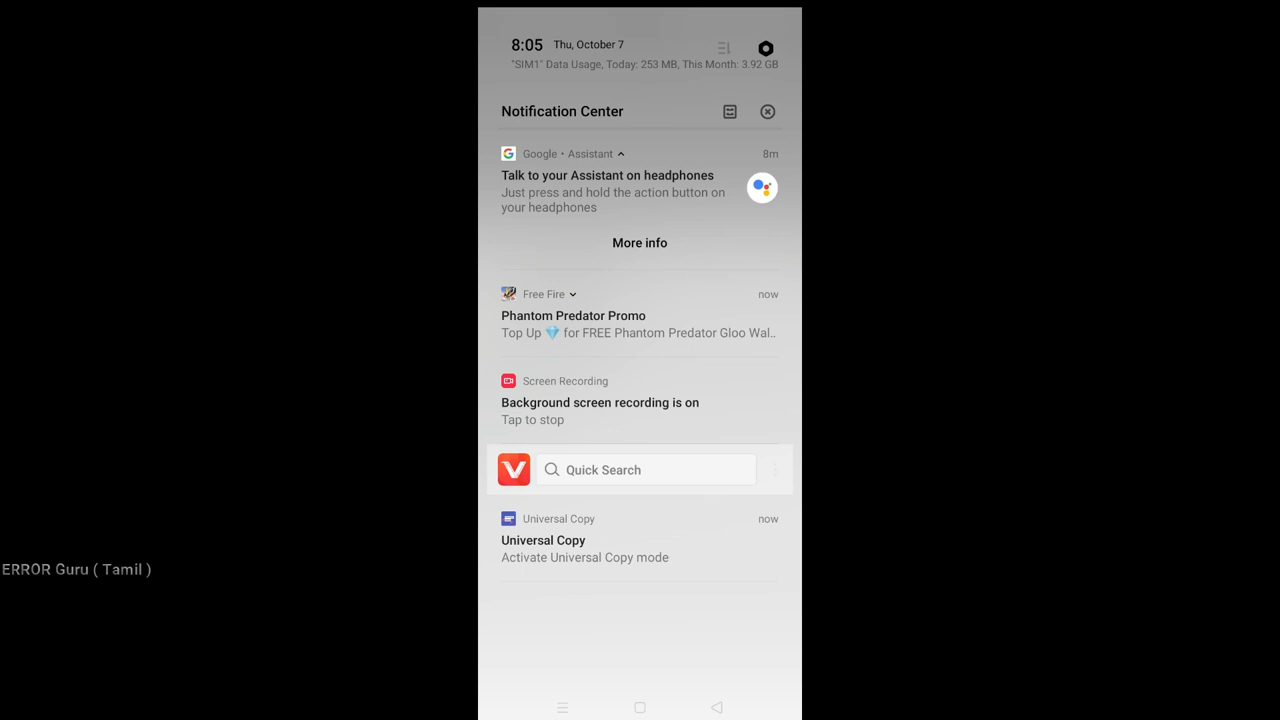 8:05 Thu, October 7
"SIM1" Data Usage, Today: 253 MB, This Month: 3.92 GB
Notification Center
Google • Assistant 8m
Talk to your Assistant on headphones
Just press and hold the action button on
your headphones
More info
Free Fire now
Phantom Predator Promo
Top Up 💎 for FREE Phantom Predator Gloo Wal..
Screen Recording
Background screen recording is on
Tap to stop
Quick Search
Universal Copy now
Universal Copy
Activate Universal Copy mode
ERROR Guru ( Tamil )